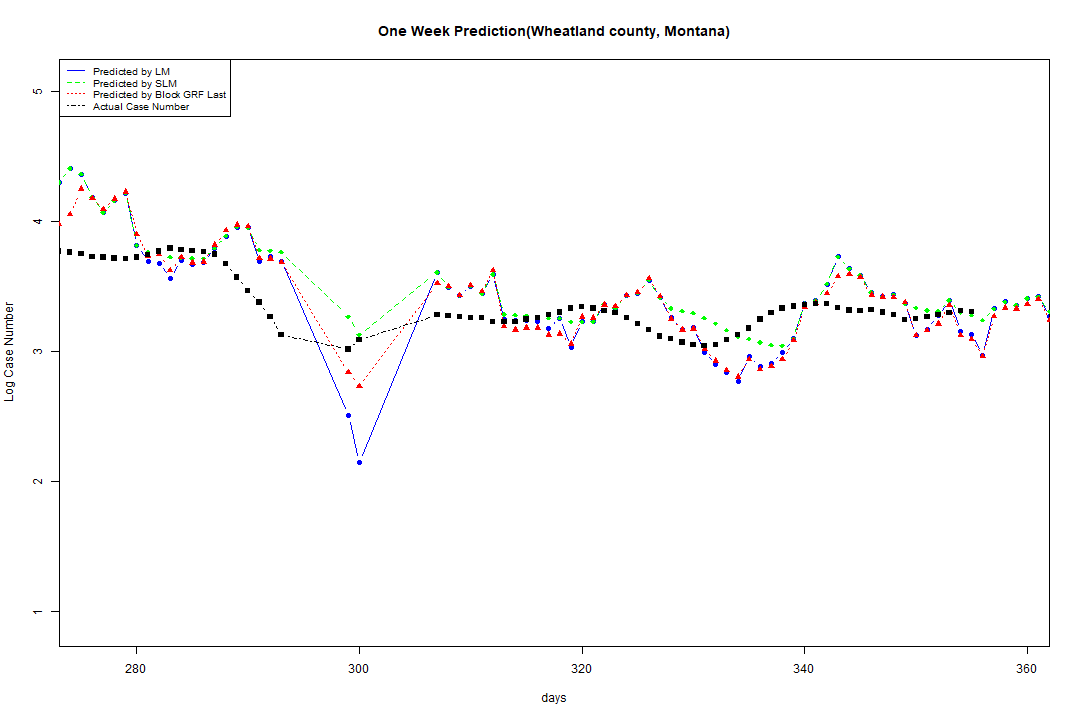 One Week Prediction(Wheatland county, Montana)
Predicted by LM
Predicted by SLM
Predicted by Block GRF Last
Actual Case Number
5
4
3
2
1
Log Case Number
280 300 320 340 360
days